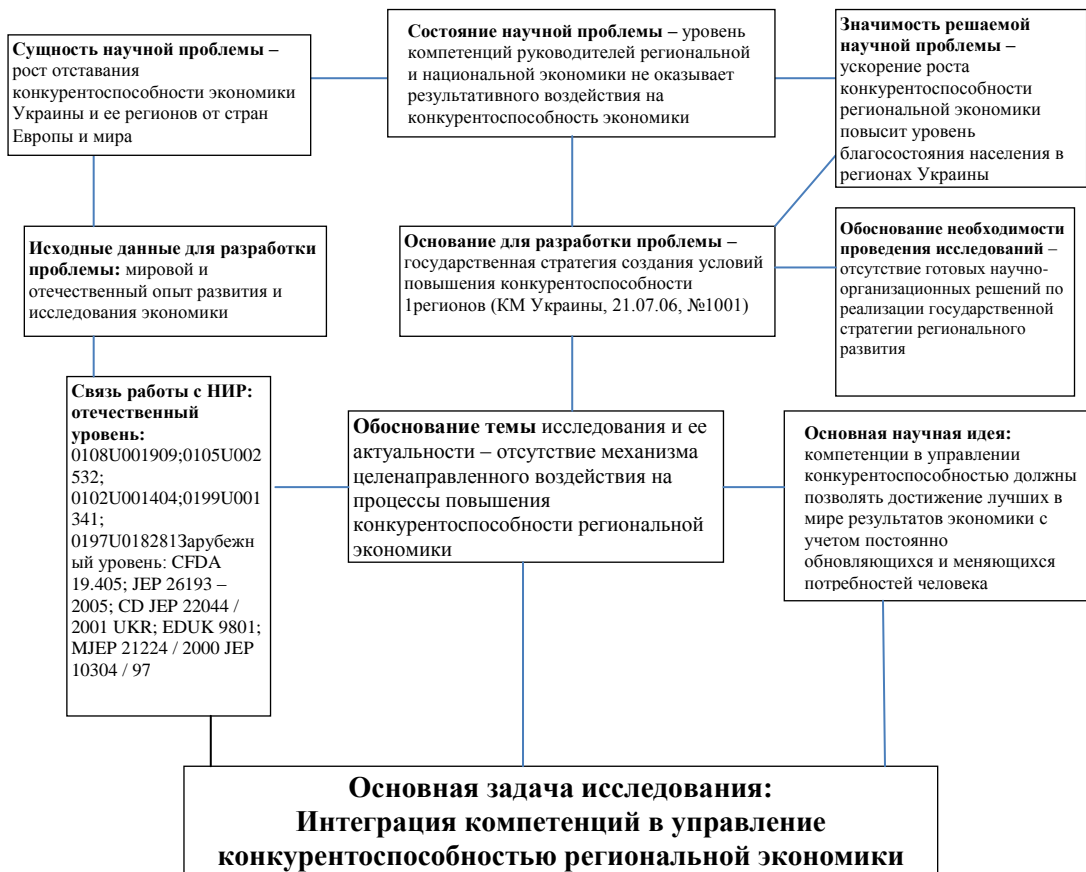 Сущность научной проблемы –
рост отставания
конкурентоспособности экономики
Украины и ее регионов от стран
Европы и мира
Состояние научной проблемы – уровень
компетенций руководителей региональной
и национальной экономики не оказывает
результативного воздействия на
конкурентоспособность экономики
Значимость решаемой
научной проблемы –
ускорение роста
конкурентоспособности
региональной экономики
повысит уровень
благосостояния населения в
регионах Украины
Исходные данные для разработки
проблемы: мировой и
отечественный опыт развития и
исследования экономики
Основание для разработки проблемы –
государственная стратегия создания условий
повышения конкурентоспособности
1регионов (КМ Украины, 21.07.06, №1001)
Обоснование необходимости
проведения исследований –
отсутствие готовых научно-
организационных решений по
реализации государственной
стратегии регионального
развития
Связь работы с НИР:
отечественный
уровень:
0108U001909;0105U002
532;
0102U001404;0199U001
341;
0197U018281Зарубежн
ый уровень: CFDA
19.405; JEP 26193 –
2005; CD JEP 22044 /
2001 UKR; EDUK 9801;
MJEP 21224 / 2000 JEP
10304 / 97
Обоснование темы исследования и ее
актуальности – отсутствие механизма
целенаправленного воздействия на
процессы повышения
конкурентоспособности региональной
экономики
Основная научная идея:
компетенции в управлении
конкурентоспособностью должны
позволять достижение лучших в
мире результатов экономики с
учетом постоянно
обновляющихся и меняющихся
потребностей человека
Основная задача исследования:
Интеграция компетенций в управление
конкурентоспособностью региональной экономики